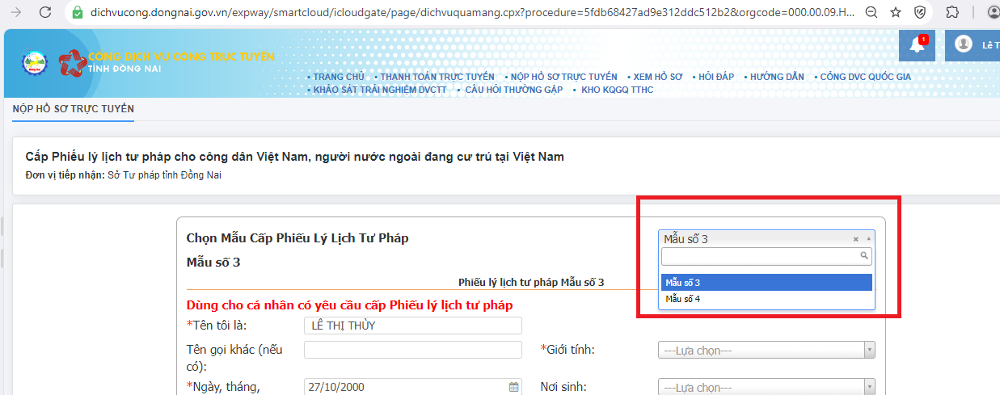 dichvucong.dongnai.gov.vn/expway/smartcloud/icloudgate/page/dichvuquamang.cpx?procedure=5fdb68427ad9e312ddc512b2&orgcode=000.00.09.H...
1
CỔNG DỊCH VỤ CÔNG TRỰC TUYẾN
TỈNH ĐỒNG NAI
Lê T
• TRANG CHỦ • THANH TOÁN TRỰC TUYẾN • NỘP HỒ SƠ TRỰC TUYẾN • XEM HỒ SƠ • HỎI ĐÁP • HƯỚNG DẪN • CỔNG DVC QUỐC GIA
• KHẢO SÁT TRẢI NGHIỆM DVCTT • CÂU HỎI THƯỜNG GẶP • KHO KQGQ TTHC
NỘP HỒ SƠ TRỰC TUYẾN
Cấp Phiếu lý lịch tư pháp cho công dân Việt Nam, người nước ngoài đang cư trú tại Việt Nam
Đơn vị tiếp nhận: Sở Tư pháp tỉnh Đồng Nai
Chọn Mẫu Cấp Phiếu Lý Lịch Tư Pháp
Mẫu số 3
Mẫu số 3
Phiếu lý lịch tư pháp Mẫu số 3
Mẫu số 3
Mẫu số 4
Dùng cho cá nhân có yêu cầu cấp Phiếu lý lịch tư pháp
*Tên tôi là: LÊ THỊ THỦY
Tên gọi khác (nếu có): *Giới tính: ---Lựa chọn---
*Ngày, tháng, 27/10/2000 Nơi sinh: ---Lựa chọn---